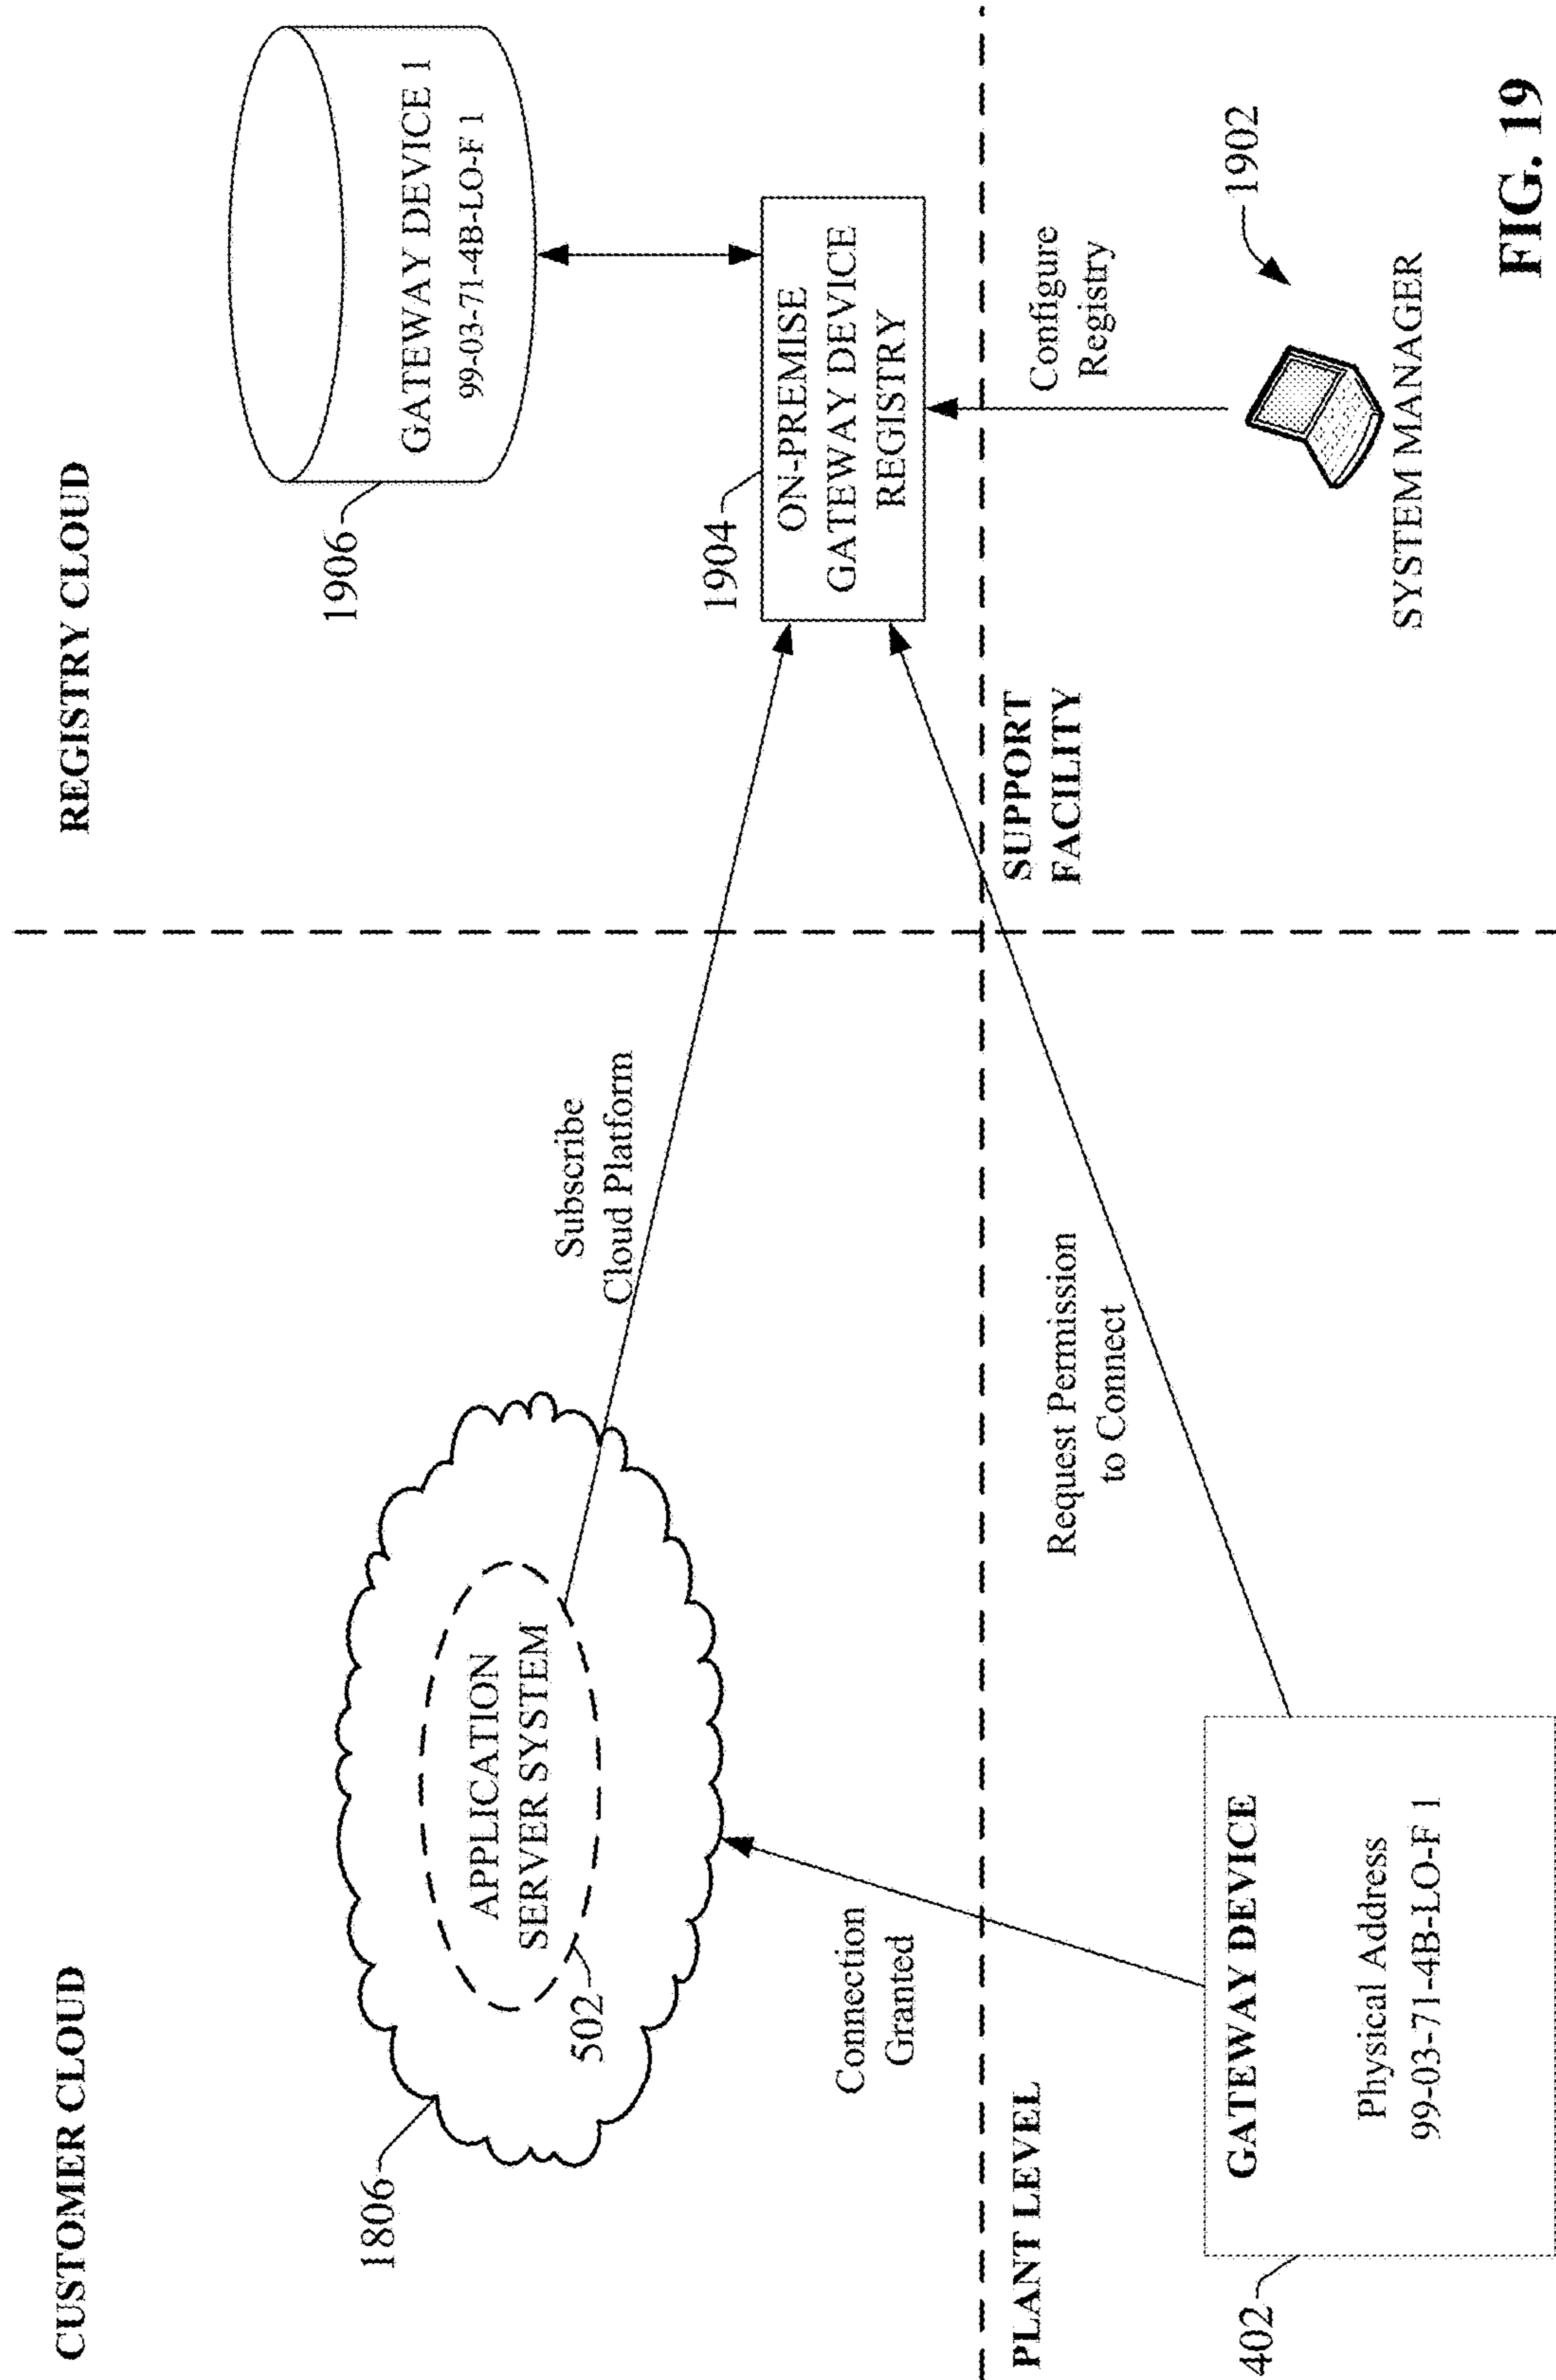 CUSTOMER CLOUD
REGISTRY CLOUD
1806
APPLICATION
SERVER SYSTEM
502
Subscribe
Cloud Platform
1906
GATEWAY DEVICE 1
99-03-71-4B-LO-F 1
1904
ON-PREMISE
GATEWAY DEVICE
REGISTRY
Connection
Granted
PLANT LEVEL
Request Permission
to Connect
SUPPORT
FACILITY
Configure
Registry
402
GATEWAY DEVICE
Physical Address
99-03-71-4B-LO-F 1
1902
SYSTEM MANAGER
FIG. 19